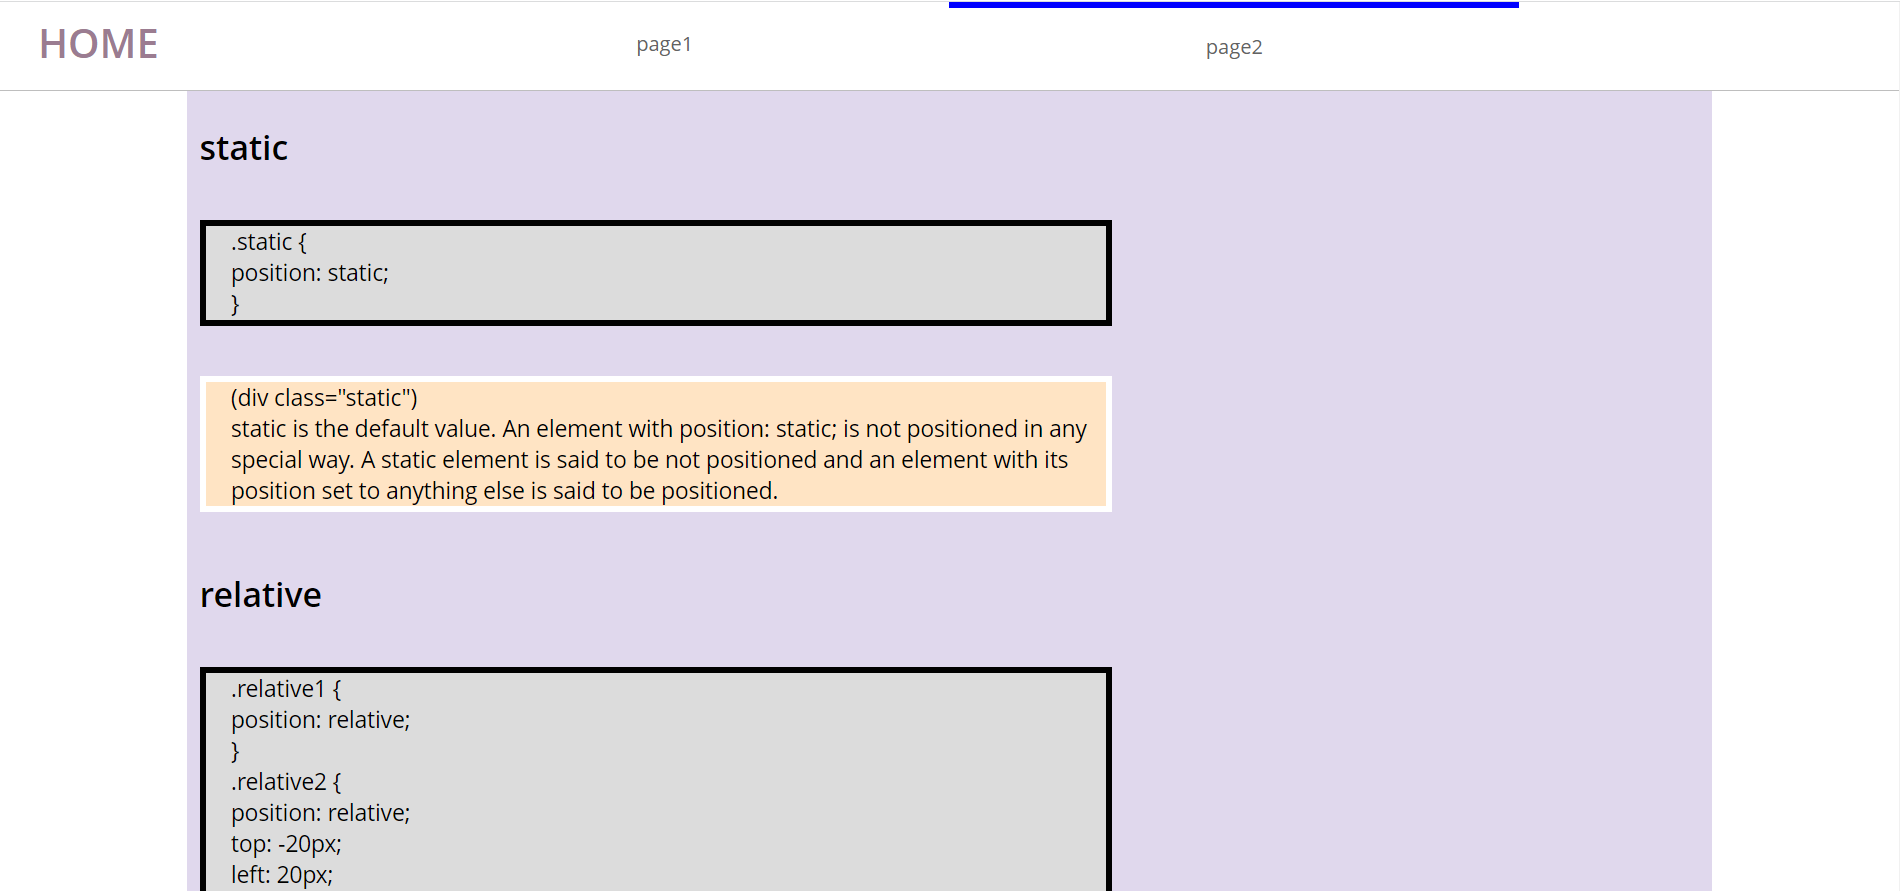 HOME
page1
page2
static
.static {
position: static;
}
(div class="static")
static is the default value. An element with position: static; is not positioned in any
special way. A static element is said to be not positioned and an element with its
position set to anything else is said to be positioned.
relative
.relative1 {
position: relative;
}
.relative2 {
position: relative;
top: -20px;
left: 20px;